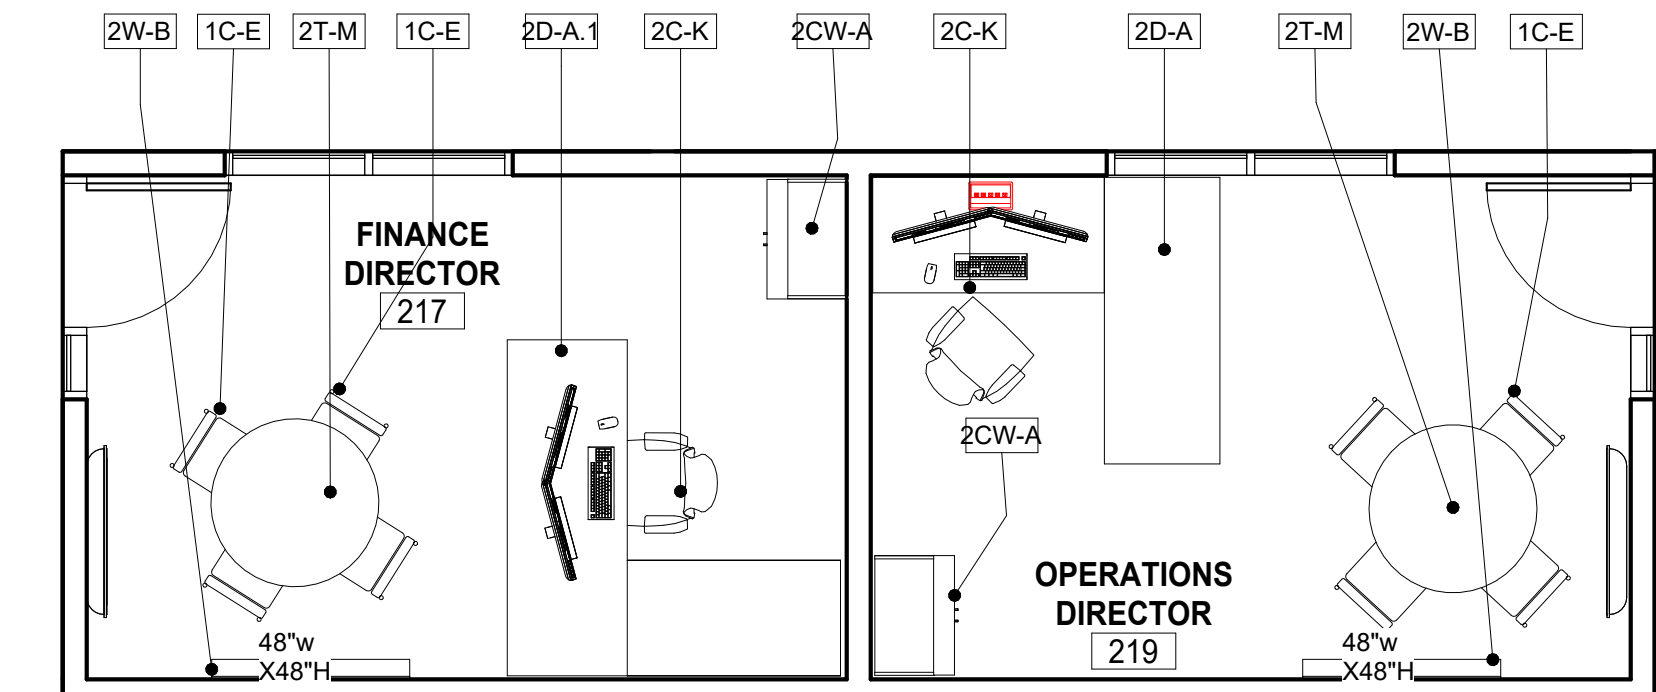 2W-B
1C-E
2T-M
1C-E
2D-A.1
2C-K
2CW-A
2C-K
2D-A
2T-M
2W-B
1C-E
FINANCE
DIRECTOR
217
2CW-A
OPERATIONS
DIRECTOR
219
48"w
X48"H
48"w
X48"H